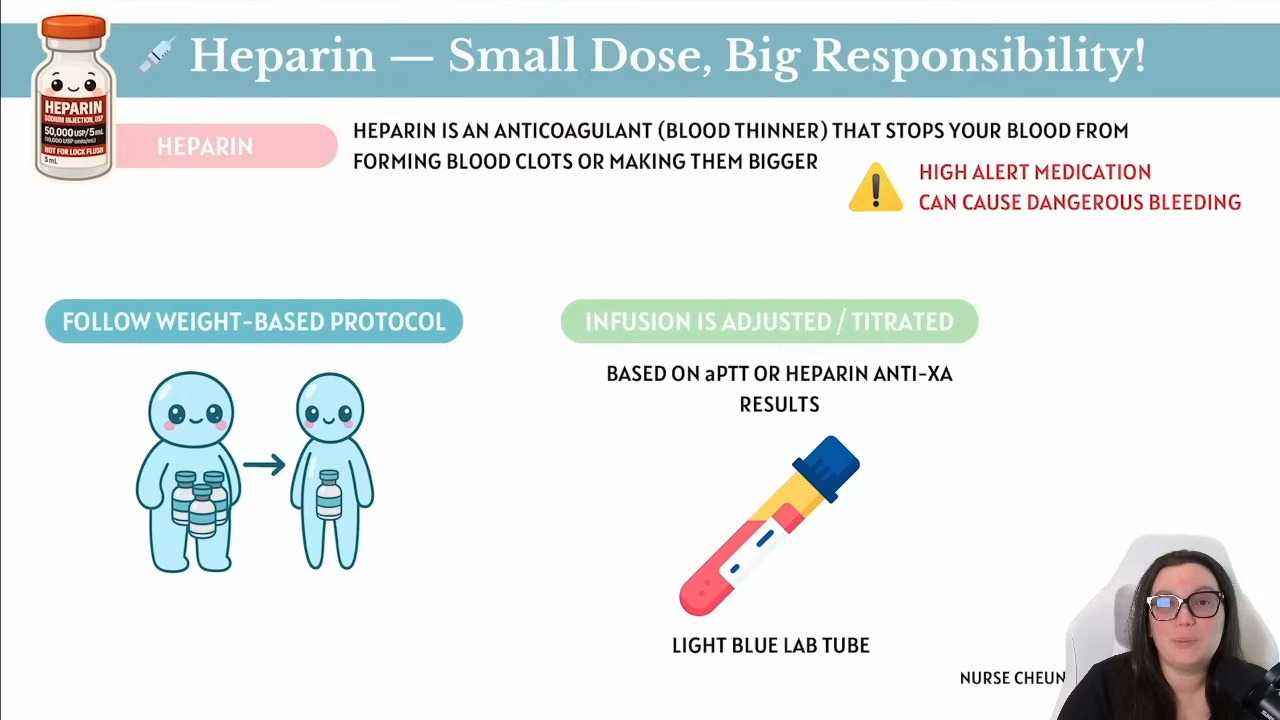 Heparin — Small Dose, Big Responsibility!
HEPARIN
SODIUM INJECTION, USP
50,000 USP/5 mL
(10,000 USP units/mL)
NOT FOR LOCK FLUSH
5 mL
HEPARIN
HEPARIN IS AN ANTICOAGULANT (BLOOD THINNER) THAT STOPS YOUR BLOOD FROM
FORMING BLOOD CLOTS OR MAKING THEM BIGGER
HIGH ALERT MEDICATION
CAN CAUSE DANGEROUS BLEEDING
FOLLOW WEIGHT-BASED PROTOCOL
INFUSION IS ADJUSTED / TITRATED
BASED ON aPTT OR HEPARIN ANTI-XA
RESULTS
LIGHT BLUE LAB TUBE
NURSE CHEUN